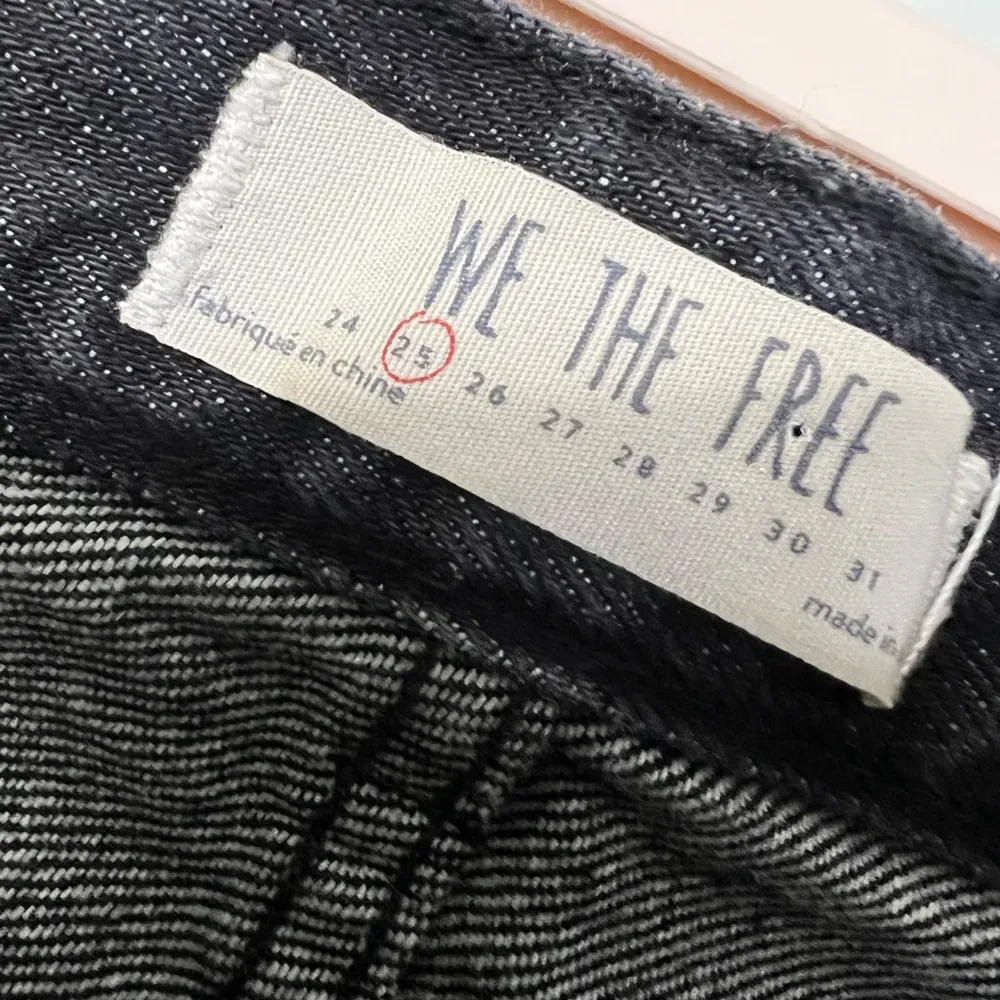 WE THE FREE
24 25 26 27 28 29 30 31
fabriqué en chine
made in